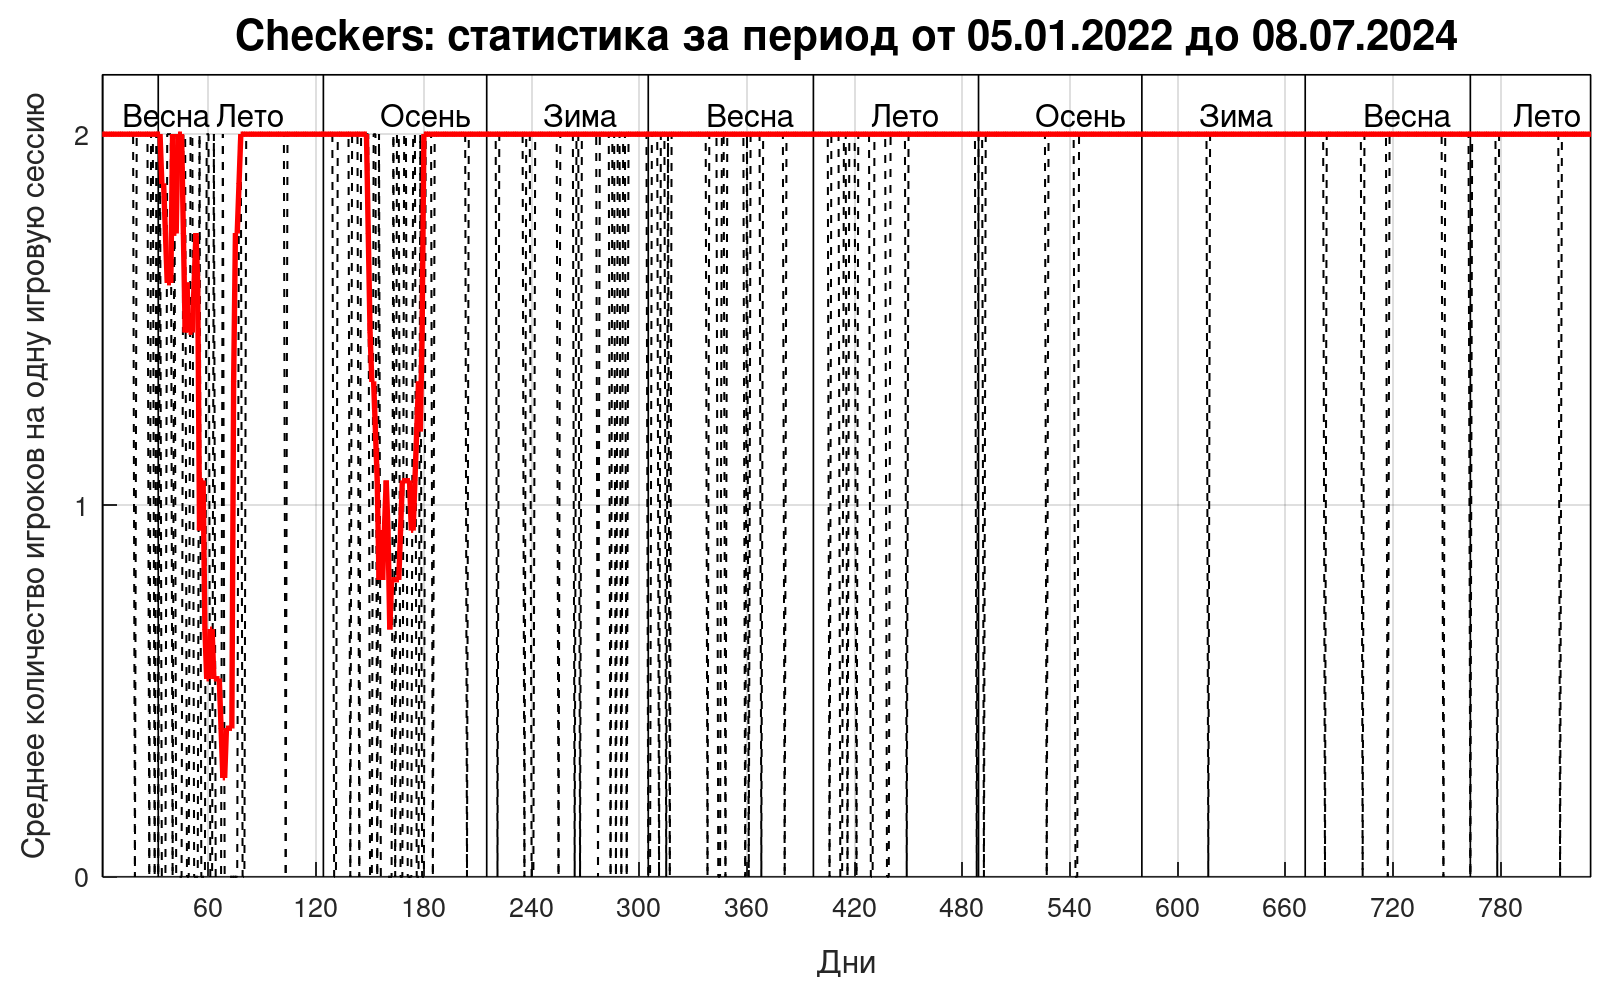 Checkers: статистика за период от 05.01.2022 до 08.07.2024
Весна Лето Осень Зима Весна Лето Осень Зима Весна Лето
Среднее количество игроков на одну игровую сессию
2
1
0
60 120 180 240 300 360 420 480 540 600 660 720 780
Дни